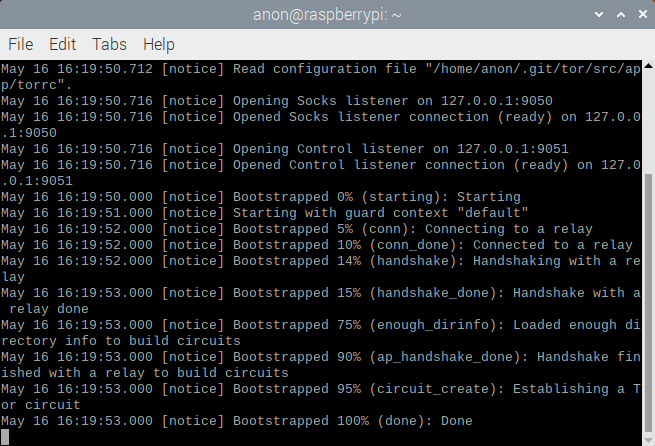 anon@raspberrypi: ~
File Edit Tabs Help
May 16 16:19:50.712 [notice] Read configuration file "/home/anon/.git/tor/src/ap
p/torrc".
May 16 16:19:50.716 [notice] Opening Socks listener on 127.0.0.1:9050
May 16 16:19:50.716 [notice] Opened Socks listener connection (ready) on 127.0.0
.1:9050
May 16 16:19:50.716 [notice] Opening Control listener on 127.0.0.1:9051
May 16 16:19:50.716 [notice] Opened Control listener connection (ready) on 127.0
.0.1:9051
May 16 16:19:50.000 [notice] Bootstrapped 0% (starting): Starting
May 16 16:19:51.000 [notice] Starting with guard context "default"
May 16 16:19:52.000 [notice] Bootstrapped 5% (conn): Connecting to a relay
May 16 16:19:52.000 [notice] Bootstrapped 10% (conn_done): Connected to a relay
May 16 16:19:52.000 [notice] Bootstrapped 14% (handshake): Handshaking with a re
lay
May 16 16:19:53.000 [notice] Bootstrapped 15% (handshake_done): Handshake with a
 relay done
May 16 16:19:53.000 [notice] Bootstrapped 75% (enough_dirinfo): Loaded enough di
rectory info to build circuits
May 16 16:19:53.000 [notice] Bootstrapped 90% (ap_handshake_done): Handshake fin
ished with a relay to build circuits
May 16 16:19:53.000 [notice] Bootstrapped 95% (circuit_create): Establishing a T
or circuit
May 16 16:19:53.000 [notice] Bootstrapped 100% (done): Done